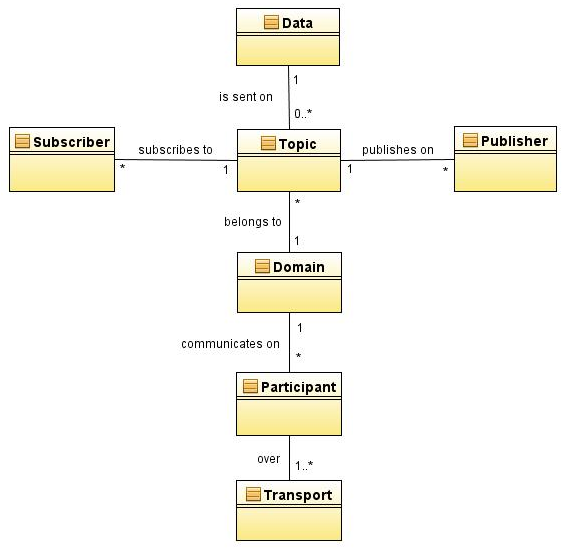 Data
1
is sent on
0..*
Subscriber
subscribes to
*
1
Topic
publishes on
1
*
Publisher
*
belongs to
1
Domain
1
communicates on
*
Participant
over
1..*
Transport